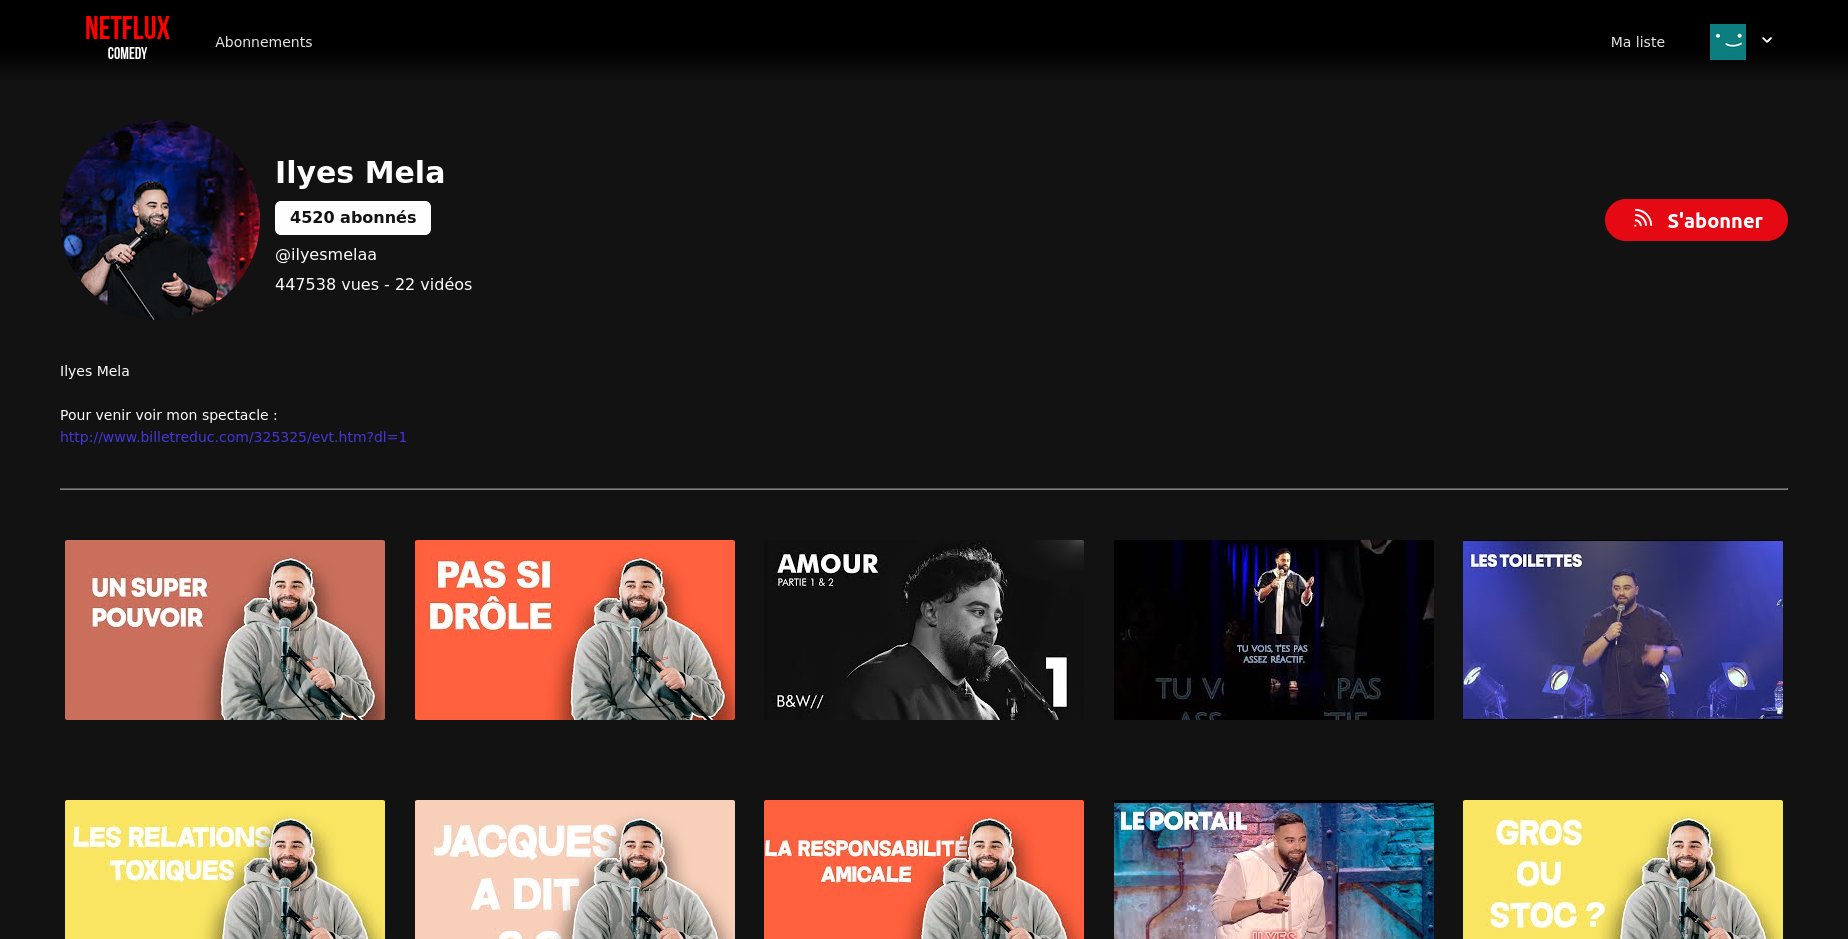 NETFLUX
COMEDY
Abonnements
Ma liste
Ilyes Mela
4520 abonnés
@ilyesmelaa
447538 vues - 22 vidéos
S'abonner
Ilyes Mela
Pour venir voir mon spectacle :
http://www.billetreduc.com/325325/evt.htm?dl=1
UN SUPER
POUVOIR
PAS SI
DRÔLE
AMOUR
PARTIE 1 & 2
B&W//
1
TU VOIS, T'ES PAS
ASSEZ RÉACTIF.
LES TOILETTES
LES RELATIONS
TOXIQUES
JACQUES
A DIT
LA RESPONSABILITÉ
AMICALE
LE PORTAIL
ILYES
GROS
OU
STOC ?